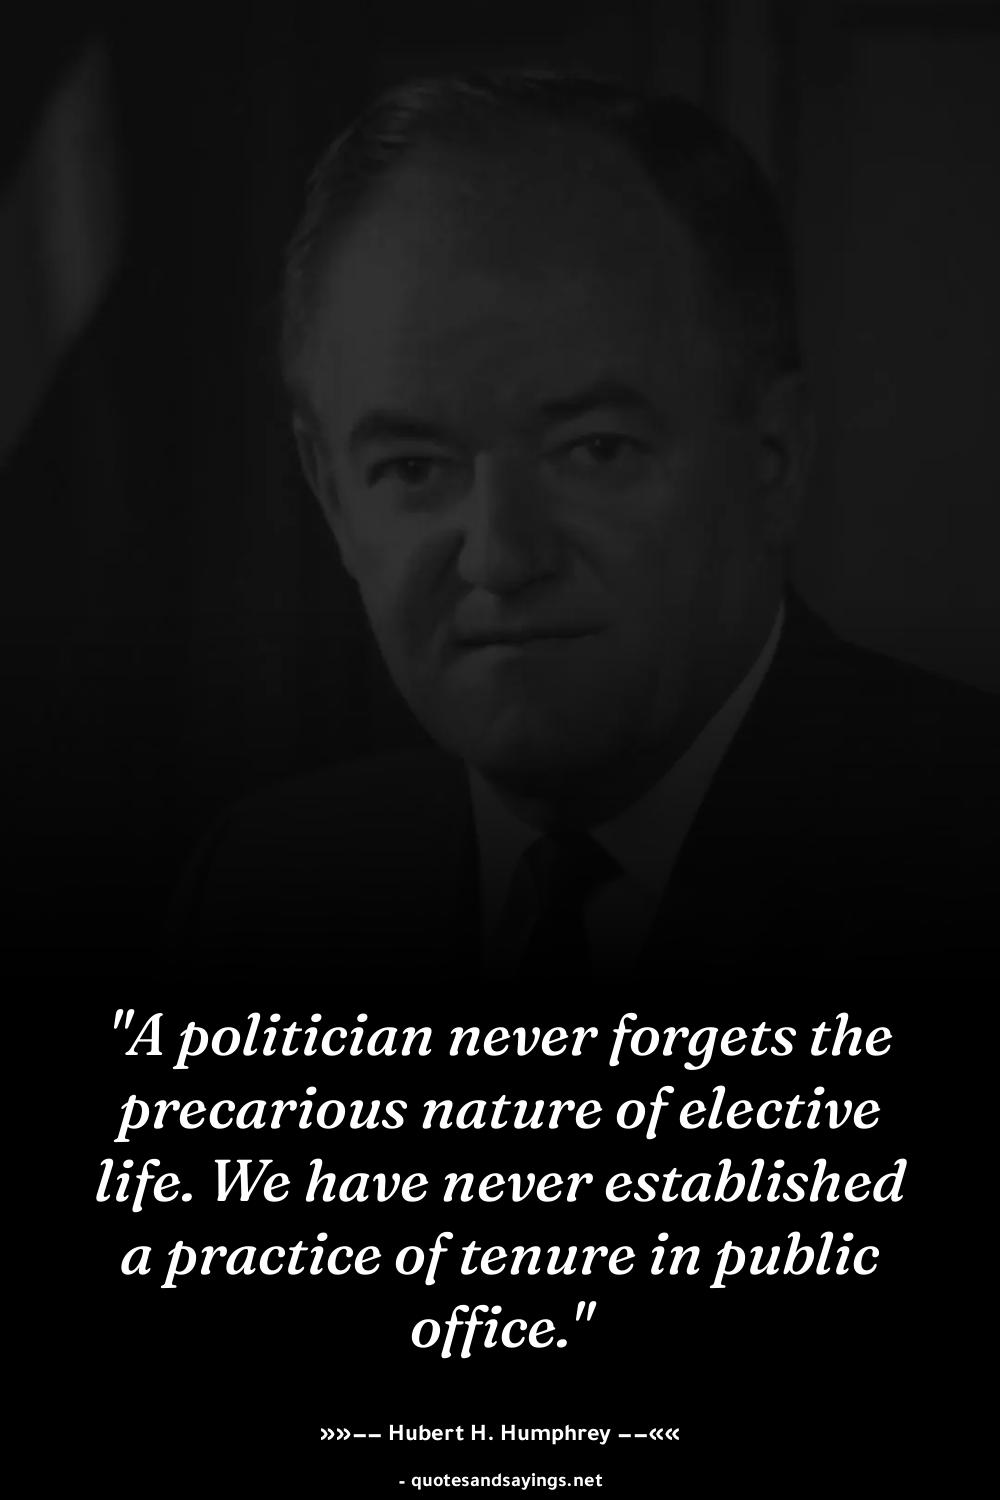 "A politician never forgets the
precarious nature of elective
life. We have never established
a practice of tenure in public
office."
»»—— Hubert H. Humphrey ——««
- quotesandsayings.net